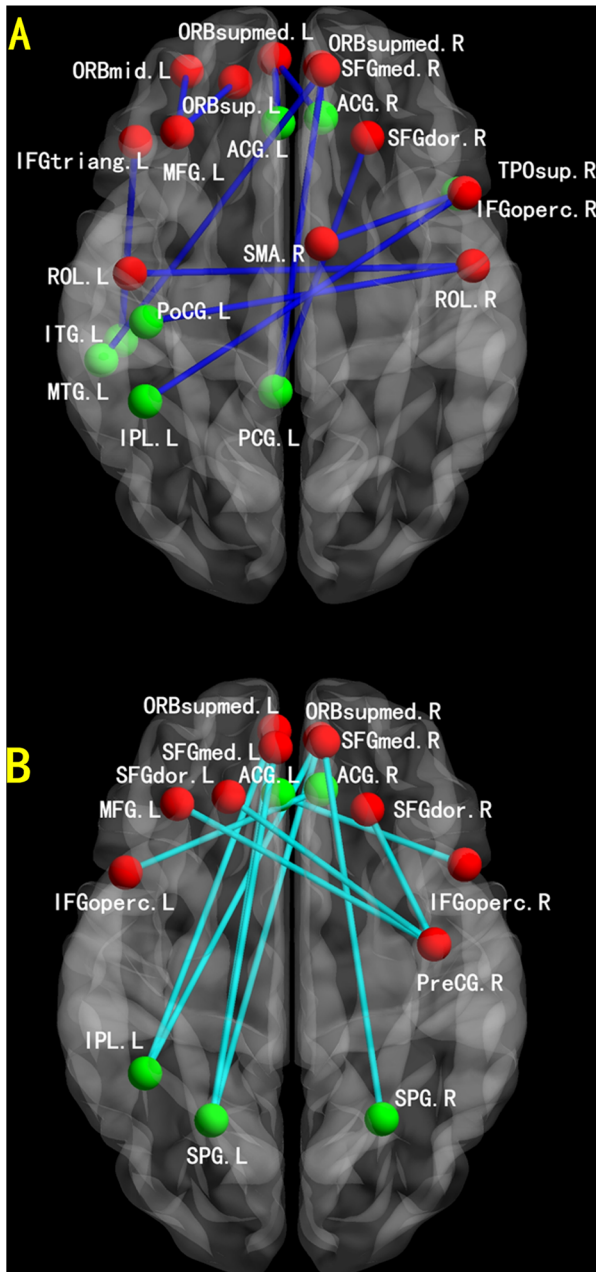 A
ORBsupmed.L
ORBsupmed.R
ORBmid.L
SFGmed.R
ORBsup.L
ACG.R
IFGtriang.L
MFG.L
ACG.L
SFGdor.R
TPOsup.R
IFGoperc.R
SMA.R
ROL.L
ROL.R
PoCG.L
ITG.L
MTG.L
IPL.L
PCG.L
B
ORBsupmed.L
ORBsupmed.R
SFGmed.L
SFGmed.R
SFGdor.L
ACG.L
ACG.R
MFG.L
SFGdor.R
IFGoperc.L
IFGoperc.R
PreCG.R
IPL.L
SPG.R
SPG.L